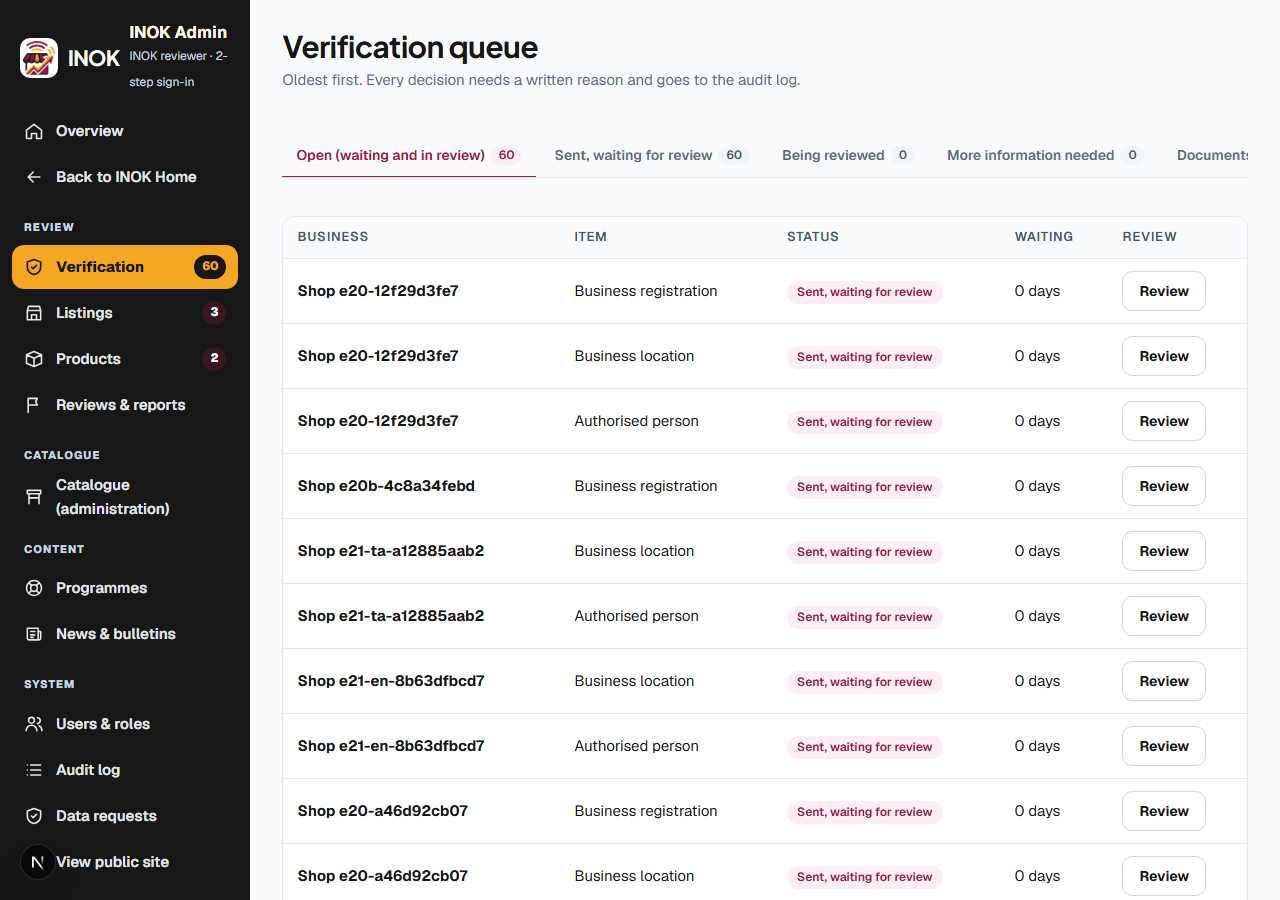 INOK
INOK Admin
INOK reviewer · 2-
step sign-in
Overview
Back to INOK Home
REVIEW
Verification 60
Listings 3
Products 2
Reviews & reports
CATALOGUE
Catalogue
(administration)
CONTENT
Programmes
News & bulletins
SYSTEM
Users & roles
Audit log
Data requests
N View public site
Verification queue
Oldest first. Every decision needs a written reason and goes to the audit log.
Open (waiting and in review) 60 Sent, waiting for review 60 Being reviewed 0 More information needed 0 Documents
BUSINESS ITEM STATUS WAITING REVIEW
Shop e20-12f29d3fe7 Business registration Sent, waiting for review 0 days Review
Shop e20-12f29d3fe7 Business location Sent, waiting for review 0 days Review
Shop e20-12f29d3fe7 Authorised person Sent, waiting for review 0 days Review
Shop e20b-4c8a34febd Business registration Sent, waiting for review 0 days Review
Shop e21-ta-a12885aab2 Business location Sent, waiting for review 0 days Review
Shop e21-ta-a12885aab2 Authorised person Sent, waiting for review 0 days Review
Shop e21-en-8b63dfbcd7 Business location Sent, waiting for review 0 days Review
Shop e21-en-8b63dfbcd7 Authorised person Sent, waiting for review 0 days Review
Shop e20-a46d92cb07 Business registration Sent, waiting for review 0 days Review
Shop e20-a46d92cb07 Business location Sent, waiting for review 0 days Review